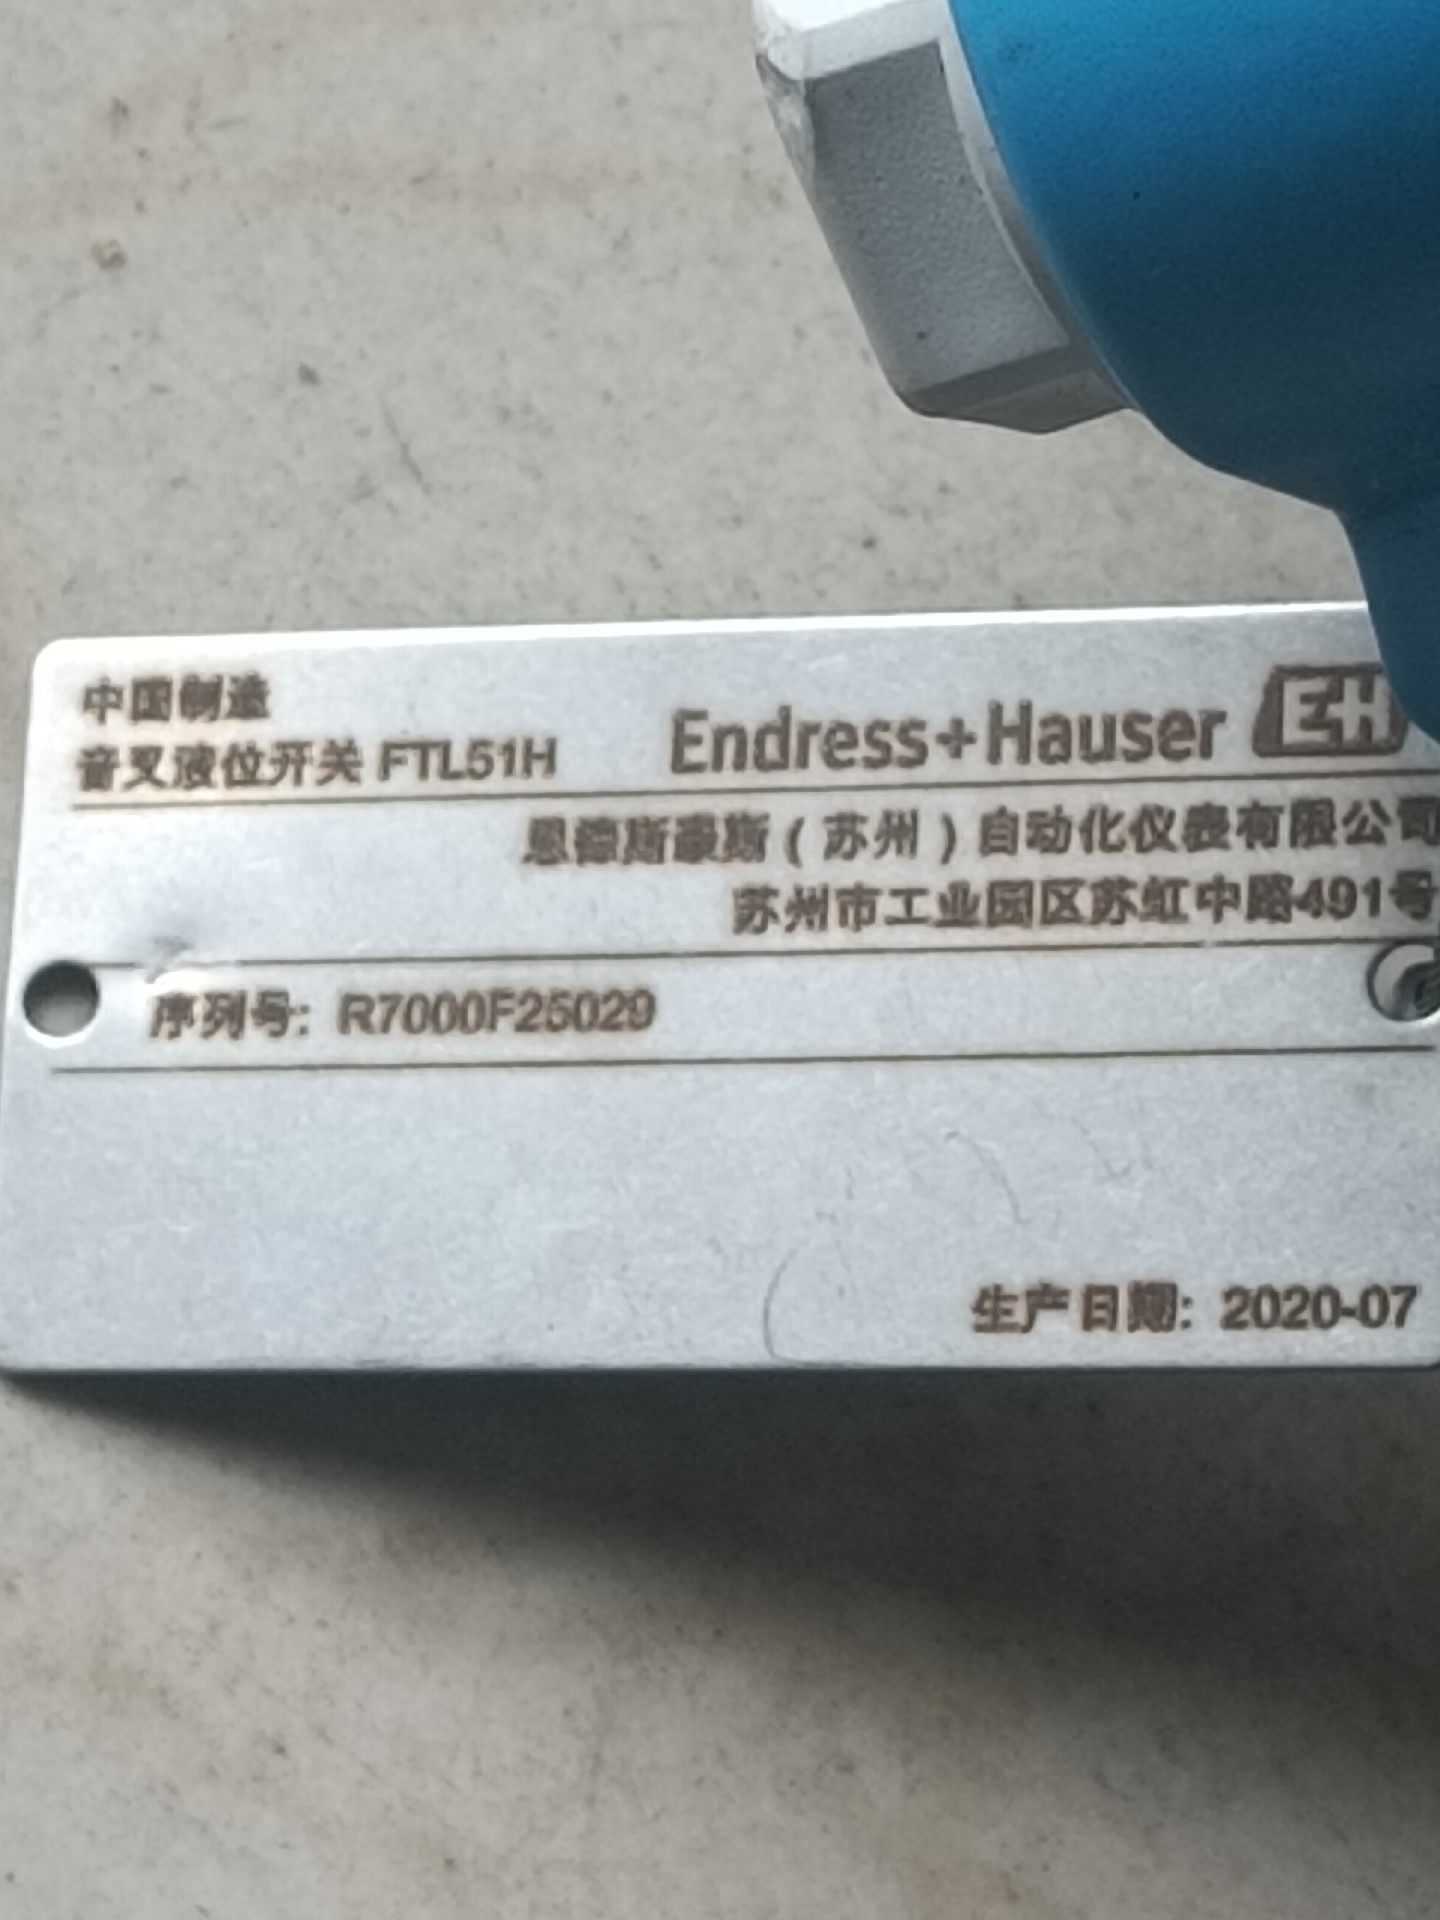 中国制造
音叉液位开关 FTL51H
Endress+Hauser EH
恩德斯豪斯（苏州）自动化仪表有限公司
苏州市工业园区苏虹中路491号
序列号: R7000F25029
生产日期: 2020-07